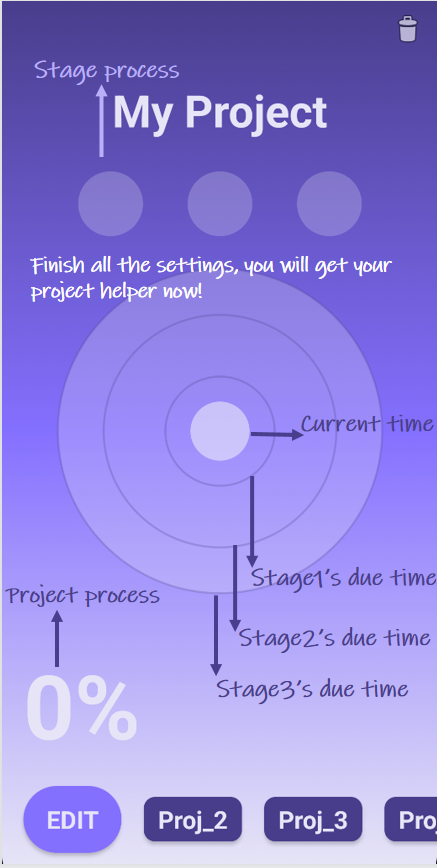 Stage process
My Project
Finish all the settings, you will get your
project helper now!
Current time
Stage1's due time
Project process
Stage2's due time
Stage3's due time
0%
EDIT
Proj_2
Proj_3
Pro